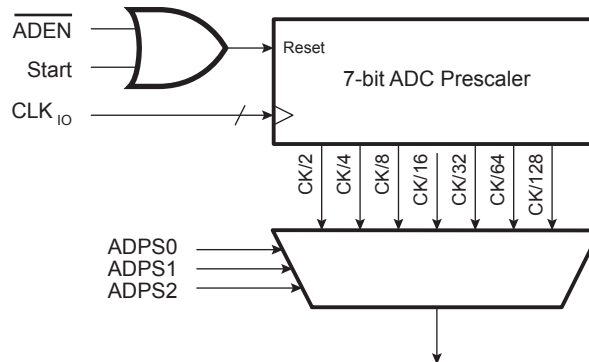 ADEN
Start
CLK IO
Reset
7-bit ADC Prescaler
CK/2
CK/4
CK/8
CK/16
CK/32
CK/64
CK/128
ADPS0
ADPS1
ADPS2